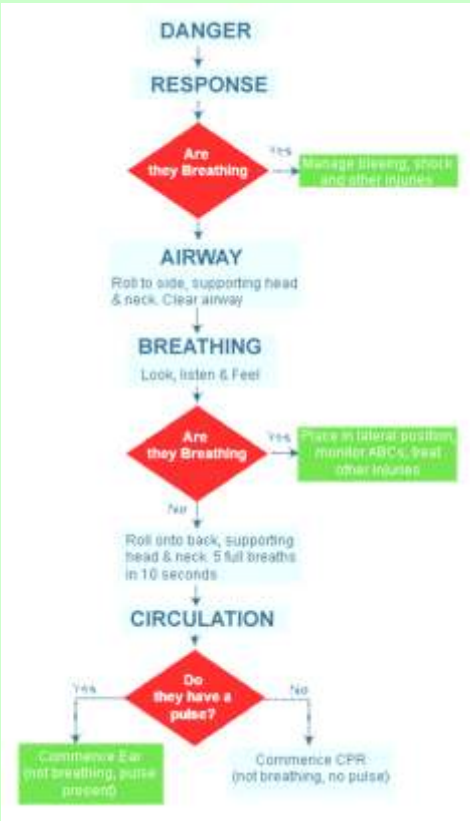 DANGER
RESPONSE
Are
they Breathing
Yes
Manage bleeing, shock
and other injuries
AIRWAY
Roll to side, supporting head
& neck. Clear airway
BREATHING
Look, listen & Feel
Are
they Breathing
Yes
Place in lateral position,
monitor ABCs, treat
other injuries
No
Roll onto back, supporting
head & neck. 5 full breaths
in 10 seconds
CIRCULATION
Do
they have a
pulse?
Yes
No
Commence Ear
(not breathing, pulse
present)
Commence CPR
(not breathing, no pulse)